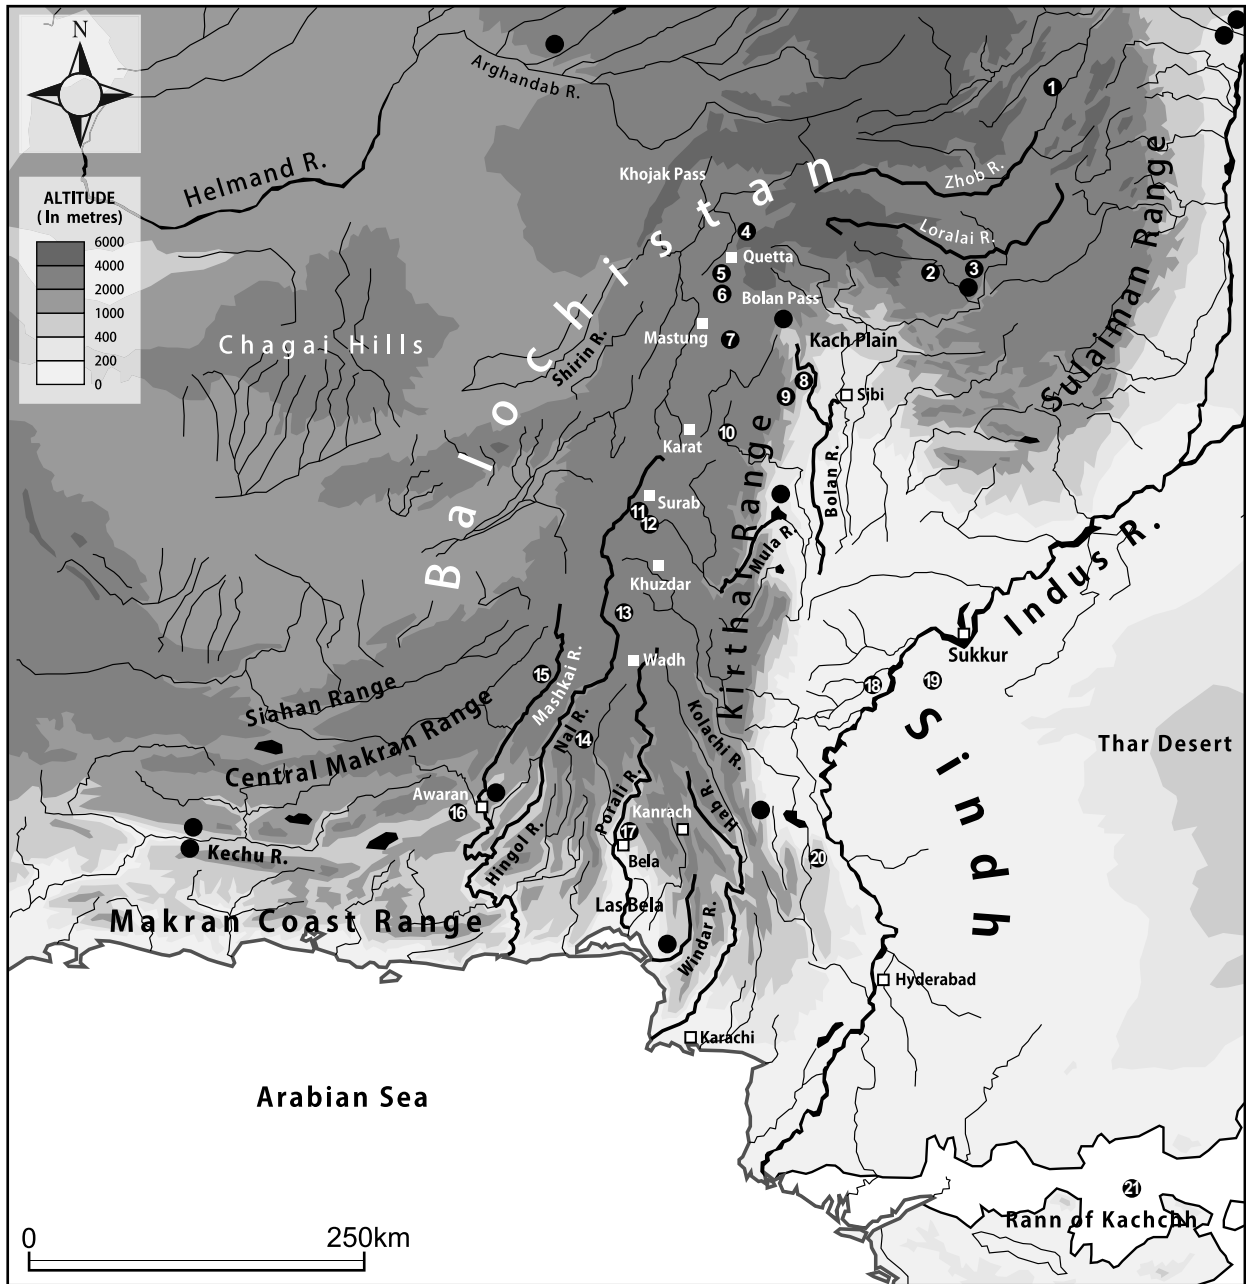 N
1
Arghandab R.
Helmand R.
Khojak Pass
Zhob R.
ALTITUDE
(In metres)
6000
4000
2000
1000
400
200
0
Balochistan
Sulaiman Range
4
Loralai R.
Quetta
2
3
5
6
Bolan Pass
Mastung
7
Kach Plain
Chagai Hills
Shirin R.
8
9
Sibi
Karat
10
Bolan R.
Surab
11
12
Mula R.
Kirthar Range
Khuzdar
Indus R.
13
Sukkur
Wadh
15
Mashkai R.
18
19
Siahan Range
Central Makran Range
Nal R.
14
Kolachi R.
Sindh
Thar Desert
Awaran
16
Porali R.
Kanrach
Hab R.
17
Bela
20
Kechu R.
Hingol R.
Las Bela
Makran Coast Range
Windar R.
Hyderabad
Karachi
Arabian Sea
21
Rann of Kachchh
0
250km